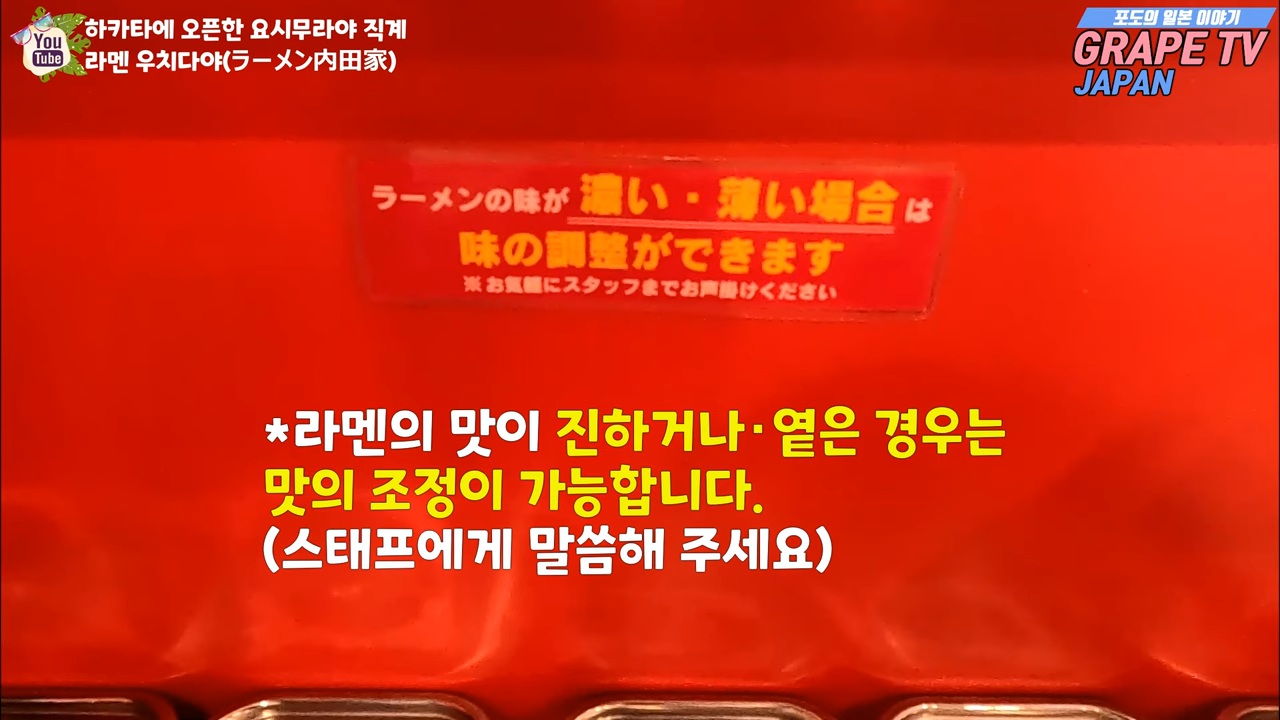 하카타에 오픈한 요시무라야 직계
라멘 우치다야(ラーメン内田家)
You
Tube
포도의 일본 이야기
GRAPE TV
JAPAN
ラーメンの味が 濃い・薄い場合 は
味の調整ができます
※お気軽にスタッフまでお声掛けください
*라멘의 맛이 진하거나·옅은 경우는
맛의 조정이 가능합니다.
(스태프에게 말씀해 주세요)